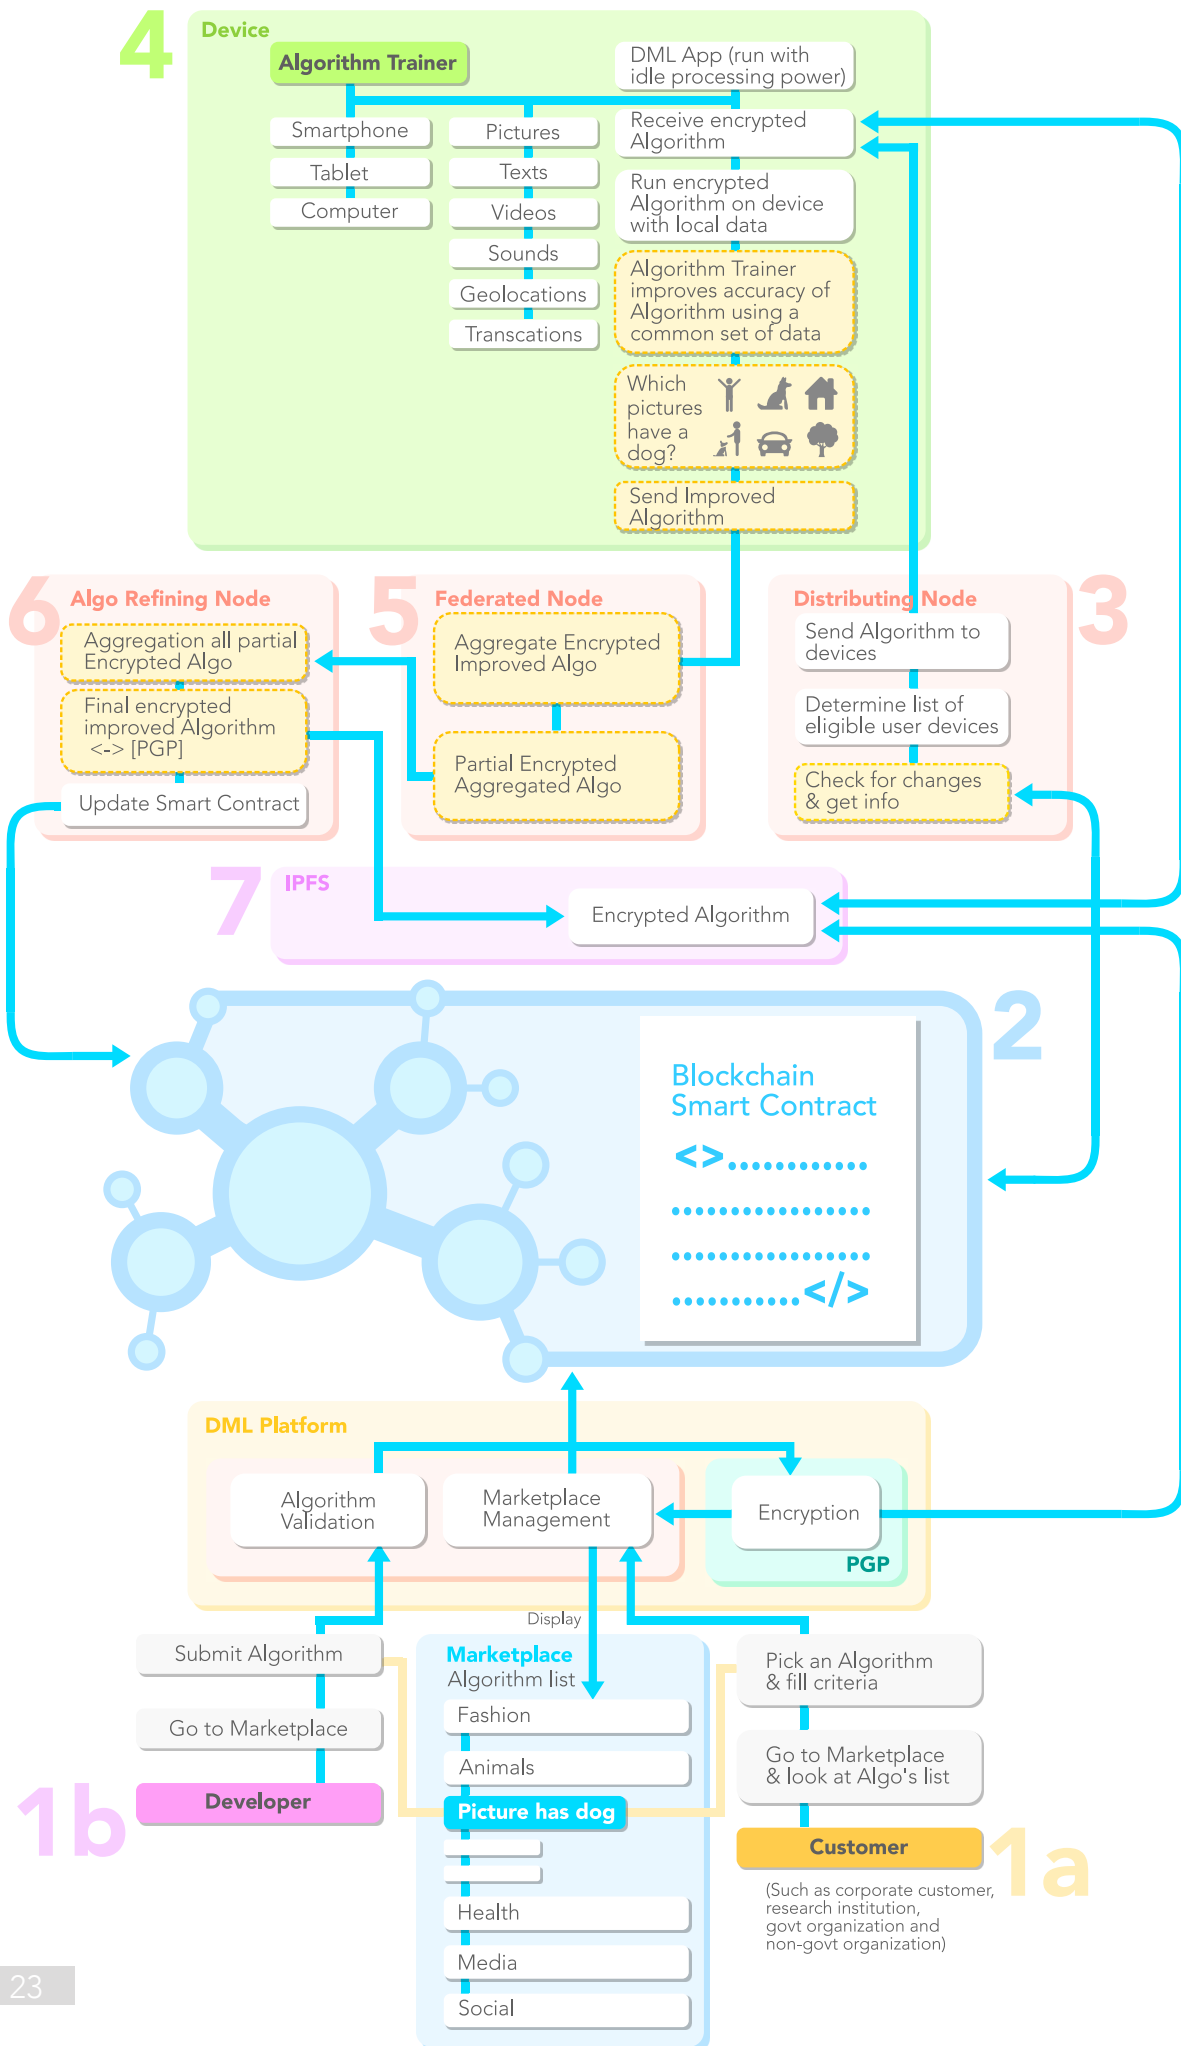 4
Device
Algorithm Trainer
Smartphone
Tablet
Computer
Pictures
Texts
Videos
Sounds
Geolocations
Transcations
DML App (run with
idle processing power)
Receive encrypted
Algorithm
Run encrypted
Algorithm on device
with local data
Algorithm Trainer
improves accuracy of
Algorithm using a
common set of data
Which
pictures
have a
dog?
Send Improved
Algorithm
6
Algo Refining Node
Aggregation all partial
Encrypted Algo
Final encrypted
improved Algorithm
<-> [PGP]
Update Smart Contract
5
Federated Node
Aggregate Encrypted
Improved Algo
Partial Encrypted
Aggregated Algo
3
Distributing Node
Send Algorithm to
devices
Determine list of
eligible user devices
Check for changes
& get info
7
IPFS
Encrypted Algorithm
2
Blockchain
Smart Contract
<>............
.................
.................
...........</>
DML Platform
Algorithm
Validation
Marketplace
Management
Encryption
PGP
Display
Submit Algorithm
Go to Marketplace
1b
Developer
Marketplace
Algorithm list
Fashion
Animals
Picture has dog
Health
Media
Social
Pick an Algorithm
& fill criteria
Go to Marketplace
& look at Algo's list
Customer
1a
(Such as corporate customer,
research institution,
govt organization and
non-govt organization)
23